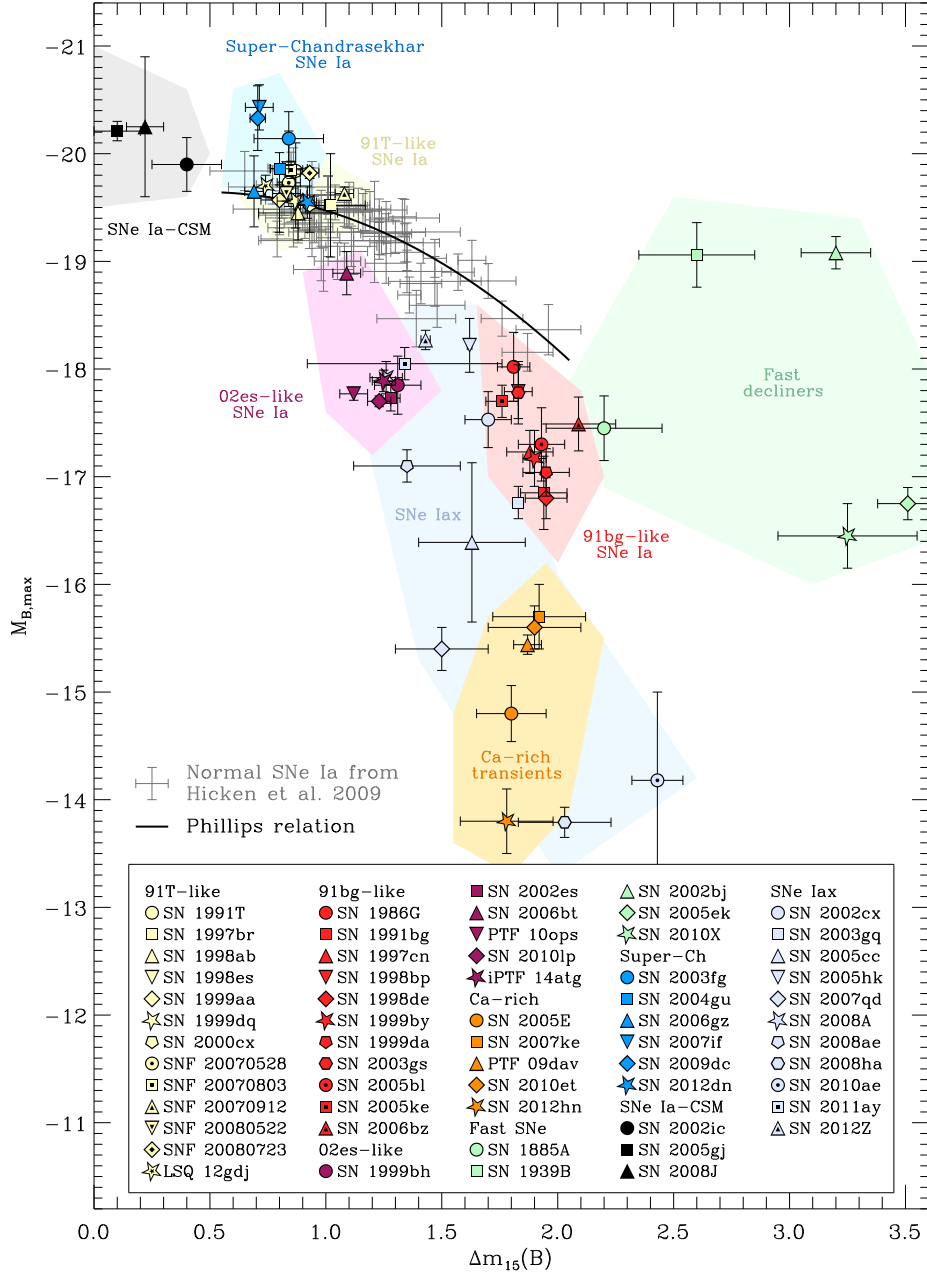 -21
-20
-19
-18
-17
-16
-15
-14
-13
-12
-11
M_B,max
Super-Chandrasekhar
SNe Ia
91T-like
SNe Ia
SNe Ia-CSM
02es-like
SNe Ia
Fast
decliners
SNe Iax
91bg-like
SNe Ia
Ca-rich
transients
Normal SNe Ia from
Hicken et al. 2009
Phillips relation
91T-like
SN 1991T
SN 1997br
SN 1998ab
SN 1998es
SN 1999aa
SN 1999dq
SN 2000cx
SNF 20070528
SNF 20070803
SNF 20070912
SNF 20080522
SNF 20080723
LSQ 12gdj
91bg-like
SN 1986G
SN 1991bg
SN 1997cn
SN 1998bp
SN 1998de
SN 1999by
SN 1999da
SN 2003gs
SN 2005bl
SN 2005ke
SN 2006bz
02es-like
SN 1999bh
SN 2002es
SN 2006bt
PTF 10ops
SN 2010lp
iPTF 14atg
Ca-rich
SN 2005E
SN 2007ke
PTF 09dav
SN 2010et
SN 2012hn
Fast SNe
SN 1885A
SN 1939B
SN 2002bj
SN 2005ek
SN 2010X
Super-Ch
SN 2003fg
SN 2004gu
SN 2006gz
SN 2007if
SN 2009dc
SN 2012dn
SNe Ia-CSM
SN 2002ic
SN 2005gj
SN 2008J
SNe Iax
SN 2002cx
SN 2003gq
SN 2005cc
SN 2005hk
SN 2007qd
SN 2008A
SN 2008ae
SN 2008ha
SN 2010ae
SN 2011ay
SN 2012Z
0.0 0.5 1.0 1.5 2.0 2.5 3.0 3.5
Δm₁₅(B)